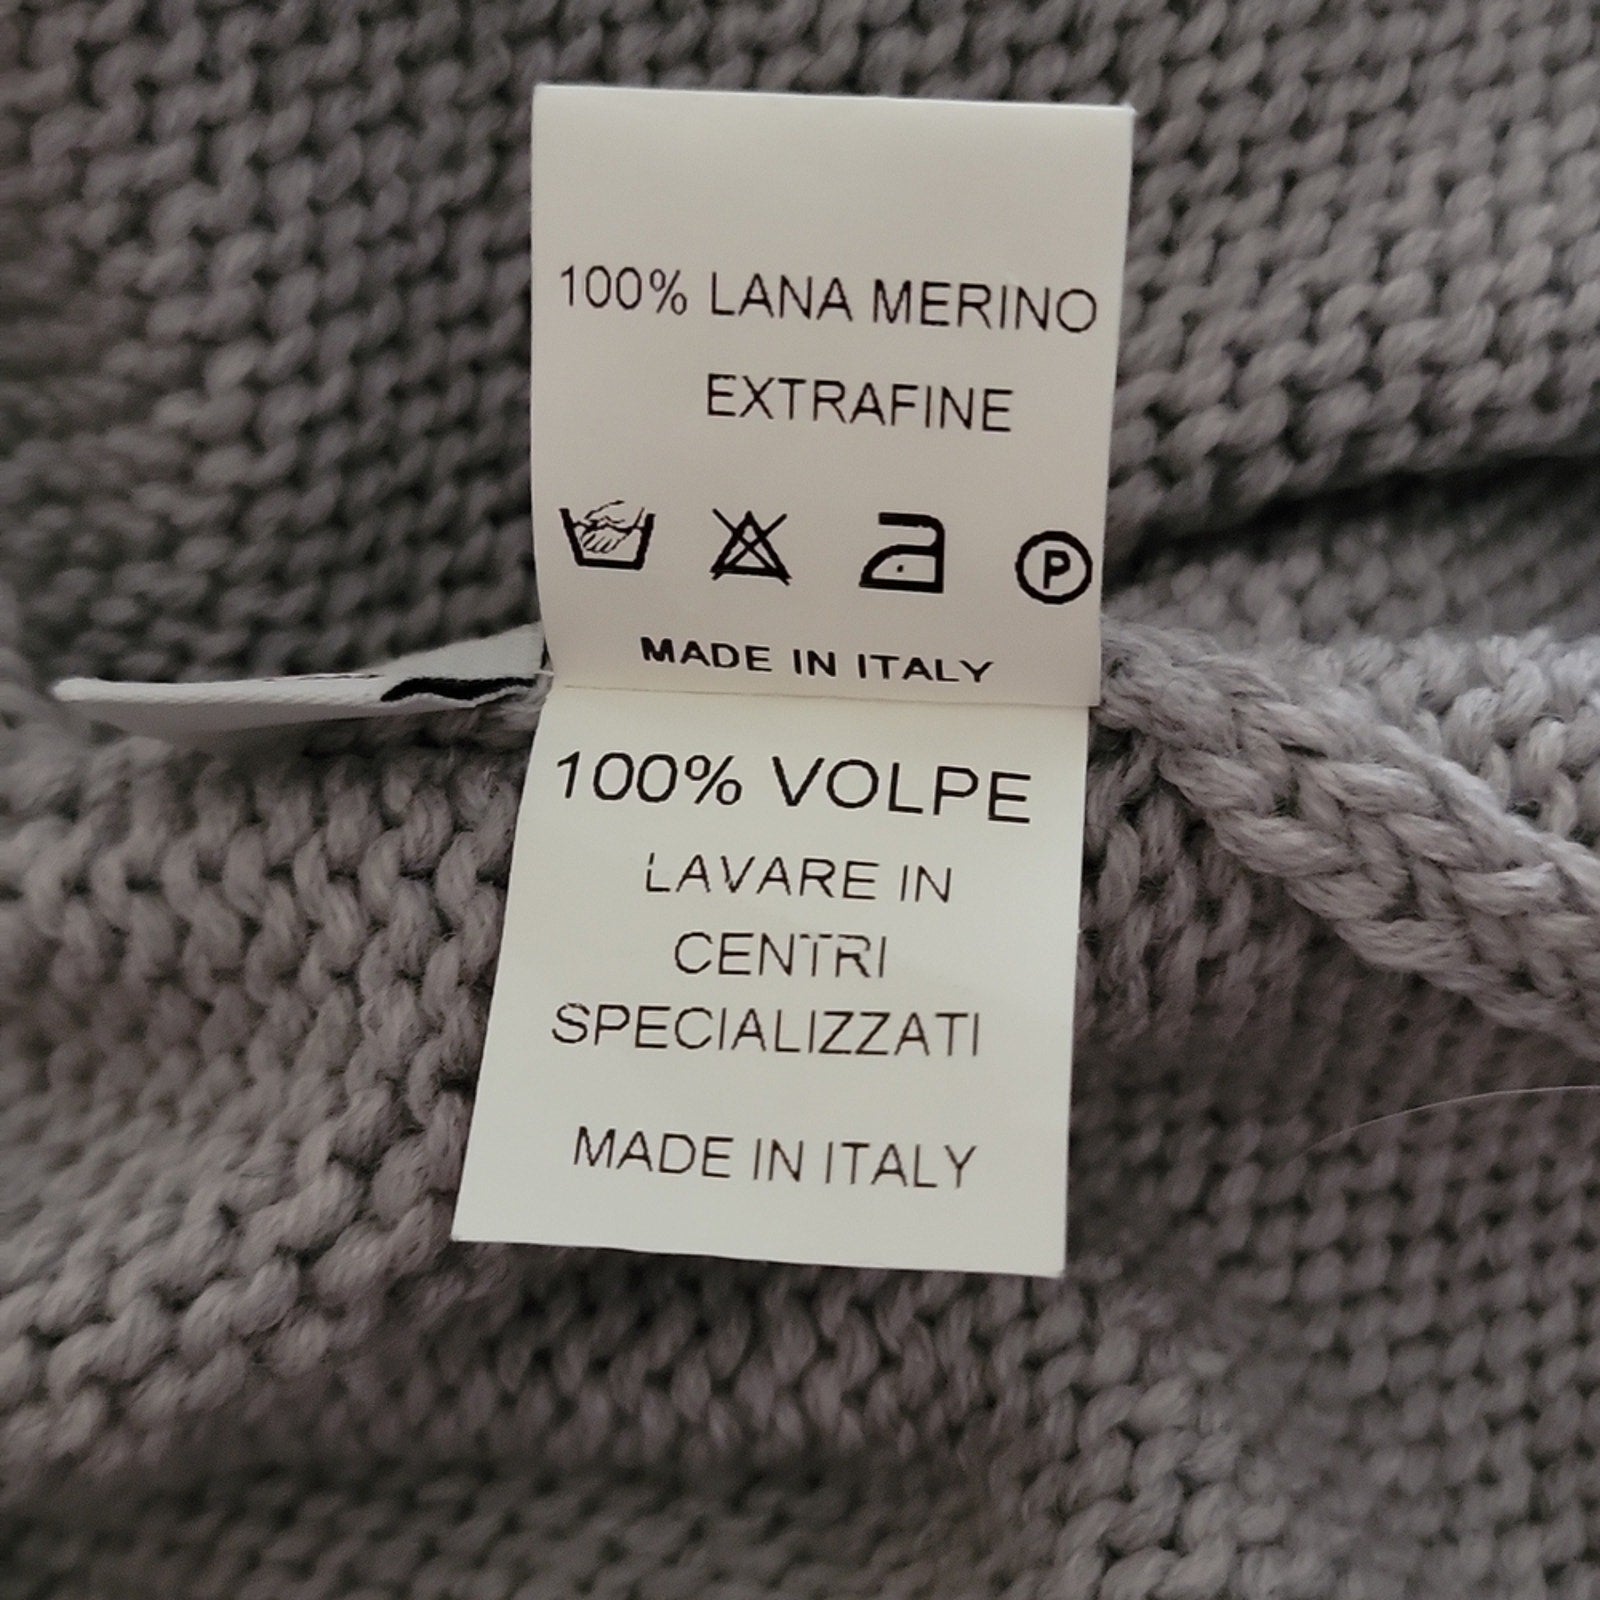 100% LANA MERINO
EXTRAFINE
P
MADE IN ITALY
100% VOLPE
LAVARE IN
CENTRI
SPECIALIZZATI
MADE IN ITALY